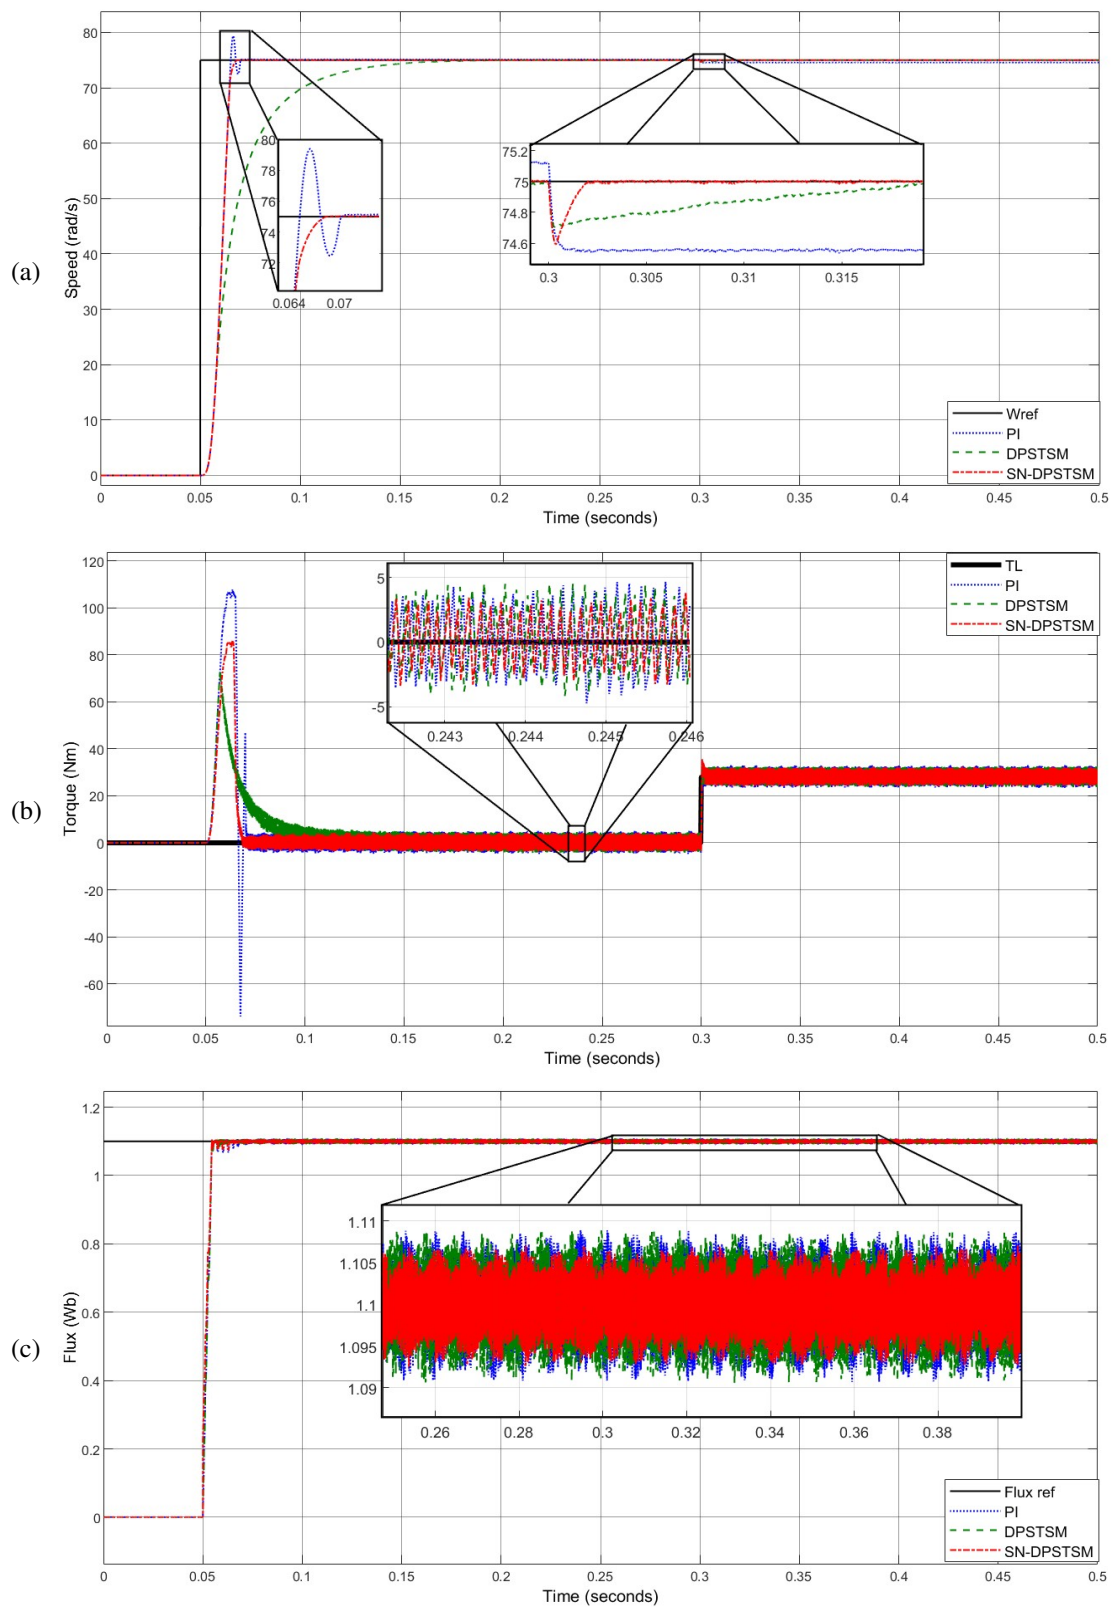 80
70
60
50
40
30
20
10
0
Speed (rad/s)
(a)
80
78
76
74
72
0.064 0.07
75.2
75
74.8
74.6
0.3 0.305 0.31 0.315
Wref
PI
DPSTSM
SN-DPSTSM
0 0.05 0.1 0.15 0.2 0.25 0.3 0.35 0.4 0.45 0.5
Time (seconds)
120
100
80
60
40
20
0
-20
-40
-60
Torque (Nm)
(b)
5
0
-5
0.243 0.244 0.245 0.246
TL
PI
DPSTSM
SN-DPSTSM
0 0.05 0.1 0.15 0.2 0.25 0.3 0.35 0.4 0.45 0.5
Time (seconds)
1.2
1
0.8
0.6
0.4
0.2
0
Flux (Wb)
(c)
1.11
1.105
1.1
1.095
1.09
0.26 0.28 0.3 0.32 0.34 0.36 0.38
Flux ref
PI
DPSTSM
SN-DPSTSM
0 0.05 0.1 0.15 0.2 0.25 0.3 0.35 0.4 0.45 0.5
Time (seconds)